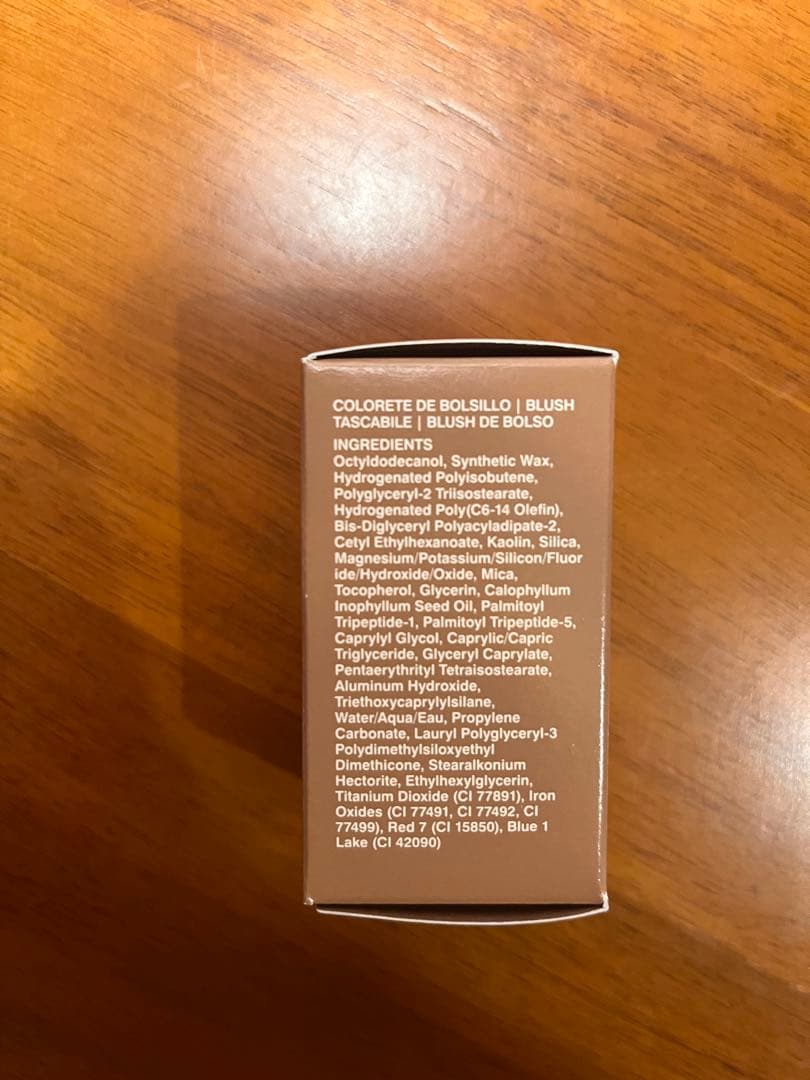 COLORETE DE BOLSILLO | BLUSH
TASCABILE | BLUSH DE BOLSO
INGREDIENTS
Octyldodecanol, Synthetic Wax,
Hydrogenated Polyisobutene,
Polyglyceryl-2 Triisostearate,
Hydrogenated Poly(C6-14 Olefin),
Bis-Diglyceryl Polyacyladipate-2,
Cetyl Ethylhexanoate, Kaolin, Silica,
Magnesium/Potassium/Silicon/Fluor
ide/Hydroxide/Oxide, Mica,
Tocopherol, Glycerin, Calophyllum
Inophyllum Seed Oil, Palmitoyl
Tripeptide-1, Palmitoyl Tripeptide-5,
Caprylyl Glycol, Caprylic/Capric
Triglyceride, Glyceryl Caprylate,
Pentaerythrityl Tetraisostearate,
Aluminum Hydroxide,
Triethoxycaprylylsilane,
Water/Aqua/Eau, Propylene
Carbonate, Lauryl Polyglyceryl-3
Polydimethylsiloxyethyl
Dimethicone, Stearalkonium
Hectorite, Ethylhexylglycerin,
Titanium Dioxide (CI 77891), Iron
Oxides (CI 77491, CI 77492, CI
77499), Red 7 (CI 15850), Blue 1
Lake (CI 42090)